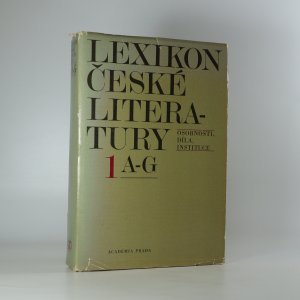 LEXIKON
ČESKÉ
LITERA-
TURY
OSOBNOSTI,
DÍLA,
INSTITUCE
1 A-G
ACADEMIA PRAHA